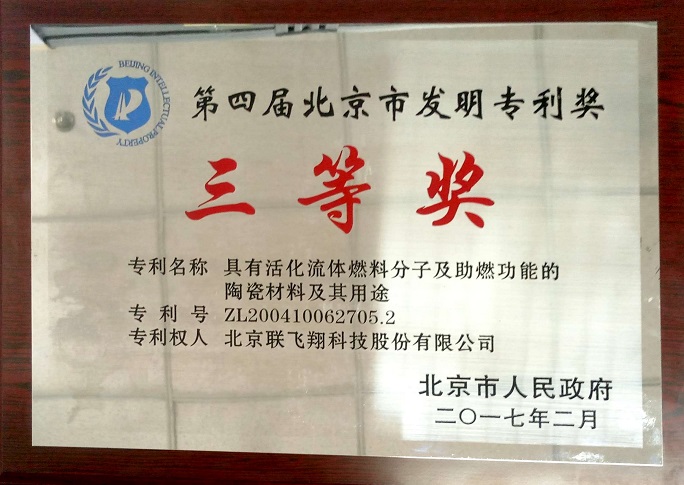 BEIJING INTELLECTUAL PROPERTY
第四届北京市发明专利奖
三等奖
专利名称 具有活化流体燃料分子及助燃功能的
陶瓷材料及其用途
专利号 ZL200410062705.2
专利权人 北京联飞翔科技股份有限公司
北京市人民政府
二〇一七年二月